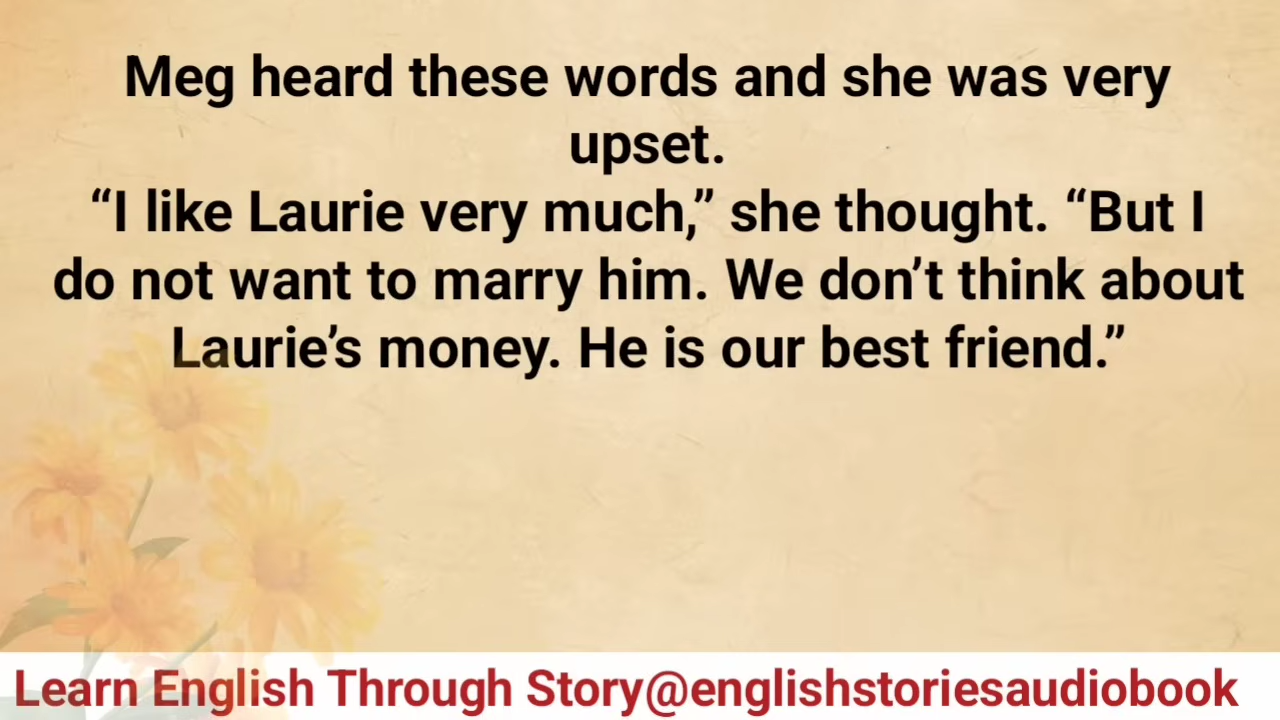 Meg heard these words and she was very
upset.
“I like Laurie very much,” she thought. “But I
do not want to marry him. We don’t think about
Laurie’s money. He is our best friend.”
Learn English Through Story@englishstoriesaudiobook